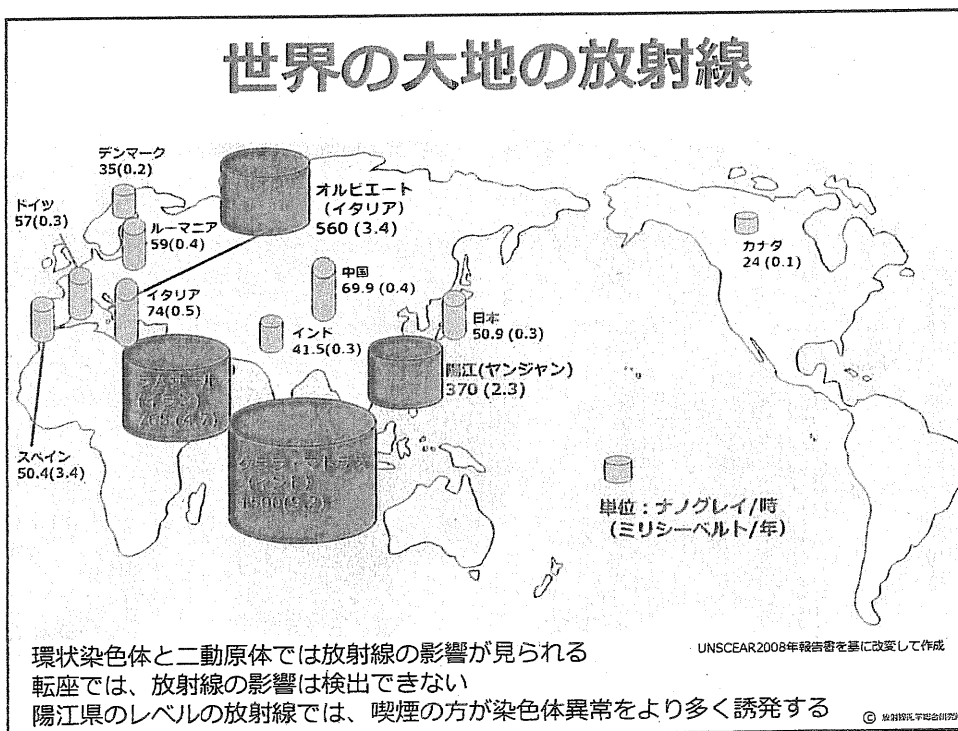 世界の大地の放射線
デンマーク
35(0.2)
ドイツ
57(0.3)
ルーマニア
59(0.4)
オルビエート
(イタリア)
560 (3.4)
カナダ
24 (0.1)
中国
69.9 (0.4)
イタリア
74(0.5)
インド
41.5(0.3)
日本
50.9 (0.3)
陽江(ヤンジャン)
370 (2.3)
(イラン)
スペイン
50.4(3.4)
(インド)
単位：ナノグレイ/時
(ミリシーベルト/年)
UNSCEAR2008年報告書を基に改変して作成
環状染色体と二動原体では放射線の影響が見られる
転座では、放射線の影響は検出できない
陽江県のレベルの放射線では、喫煙の方が染色体異常をより多く誘発する
©